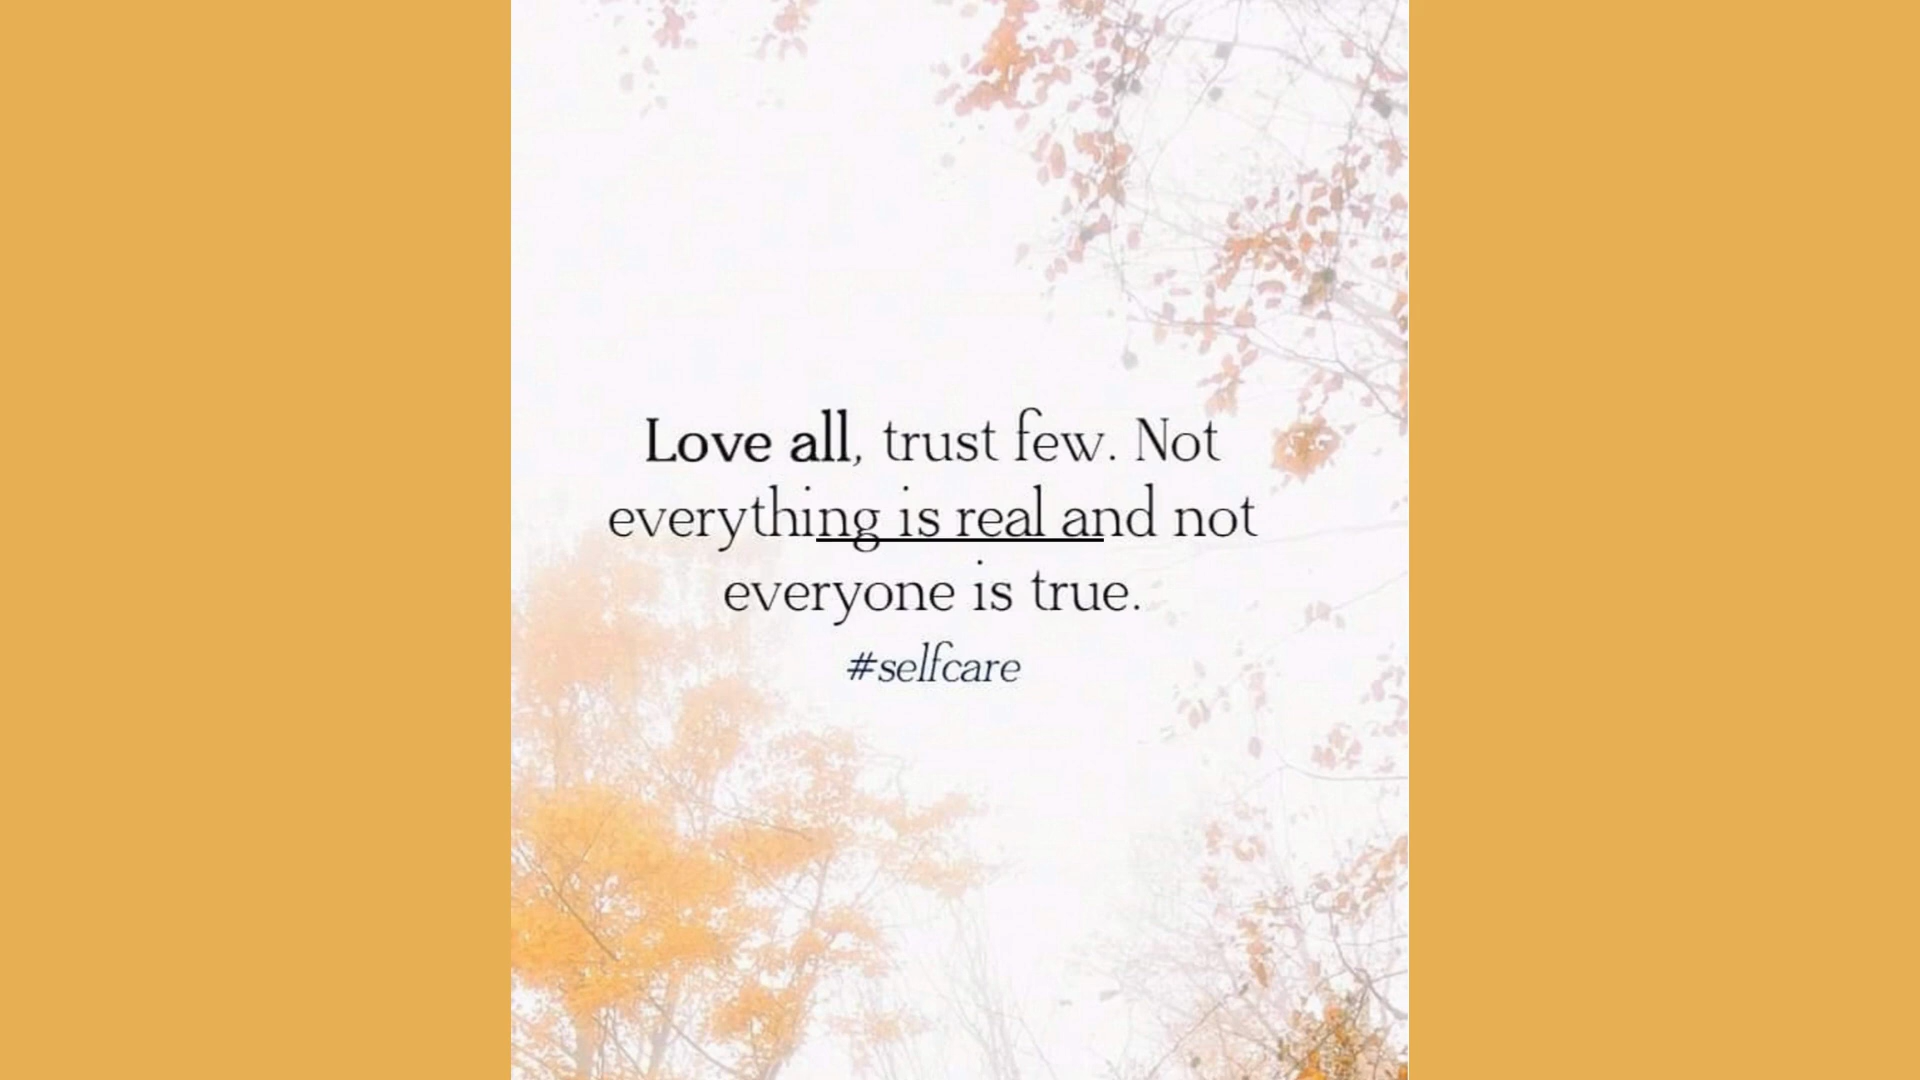 Love all, trust few. Not
everything is real and not
everyone is true.
#selfcare